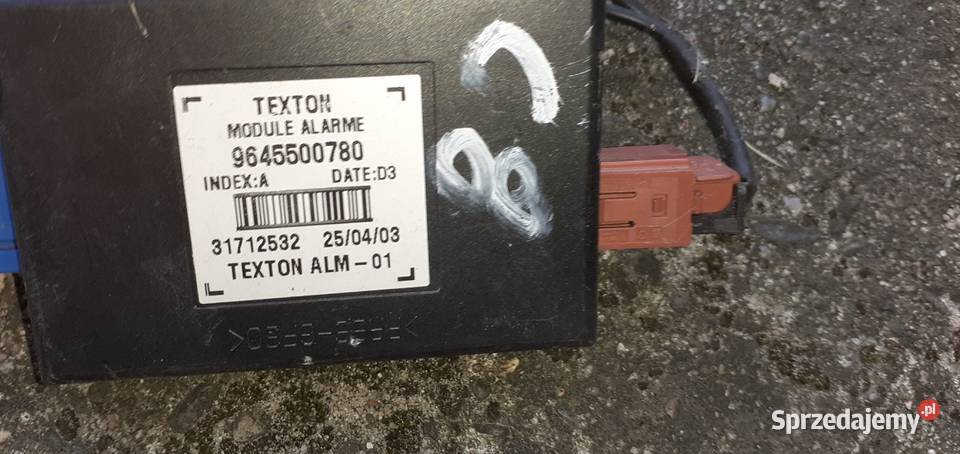 TEXTON
MODULE ALARME
9645500780
INDEX:A DATE:D3
31712532 25/04/03
TEXTON ALM-01
Sprzedajemy.pl